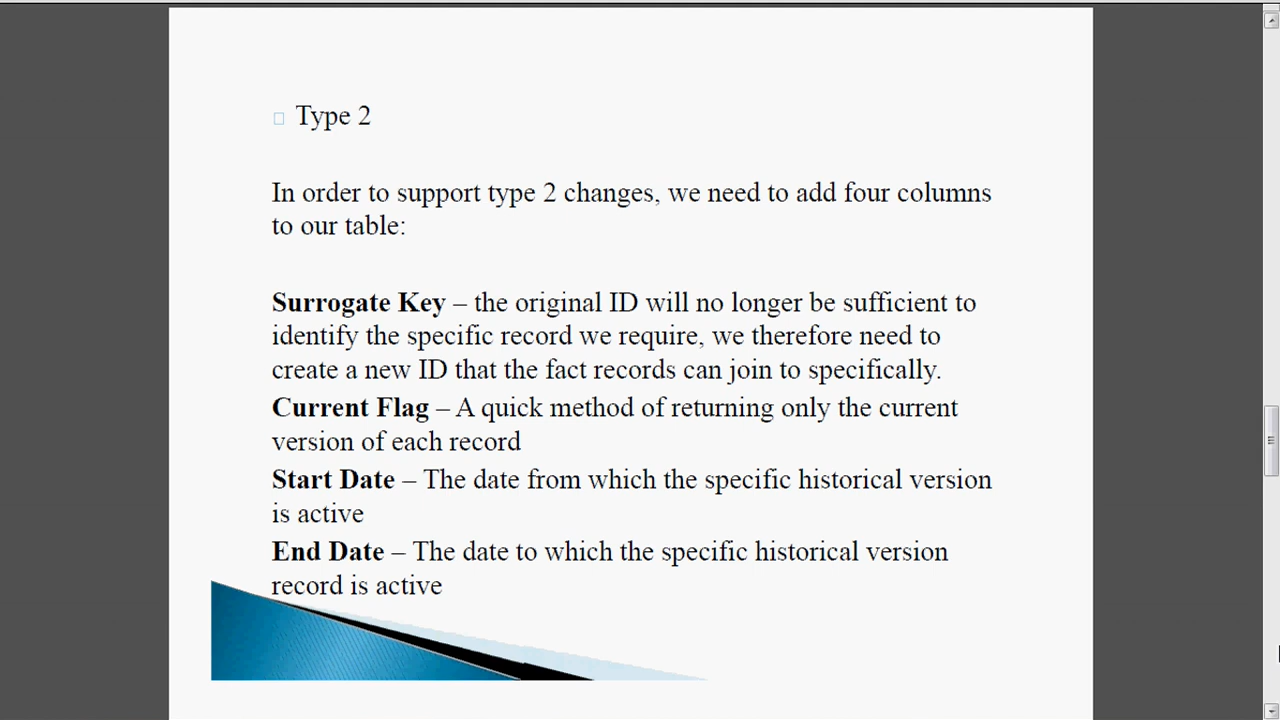 Type 2
In order to support type 2 changes, we need to add four columns
to our table:
Surrogate Key – the original ID will no longer be sufficient to
identify the specific record we require, we therefore need to
create a new ID that the fact records can join to specifically.
Current Flag – A quick method of returning only the current
version of each record
Start Date – The date from which the specific historical version
is active
End Date – The date to which the specific historical version
record is active